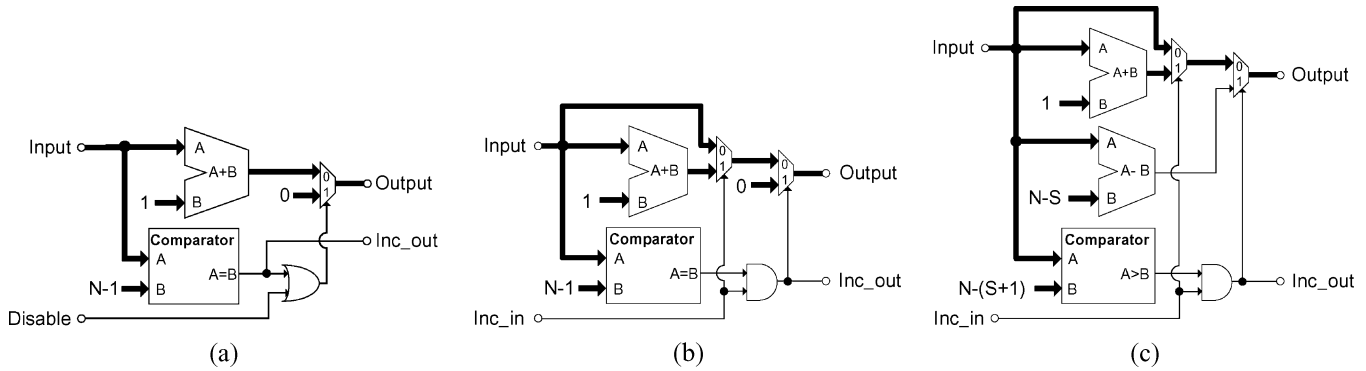 Input
A
A+B
1
B
0
1
0
Output
Comparator
A
A=B
N-1
B
Inc_out
Disable
(a)
Input
A
A+B
1
B
0
1
0
0
1
Output
Comparator
A
A=B
N-1
B
Inc_out
Inc_in
(b)
Input
A
A+B
1
B
0
1
0
1
Output
A
A- B
N-S
B
Comparator
A
A>B
N-(S+1)
B
Inc_out
Inc_in
(c)